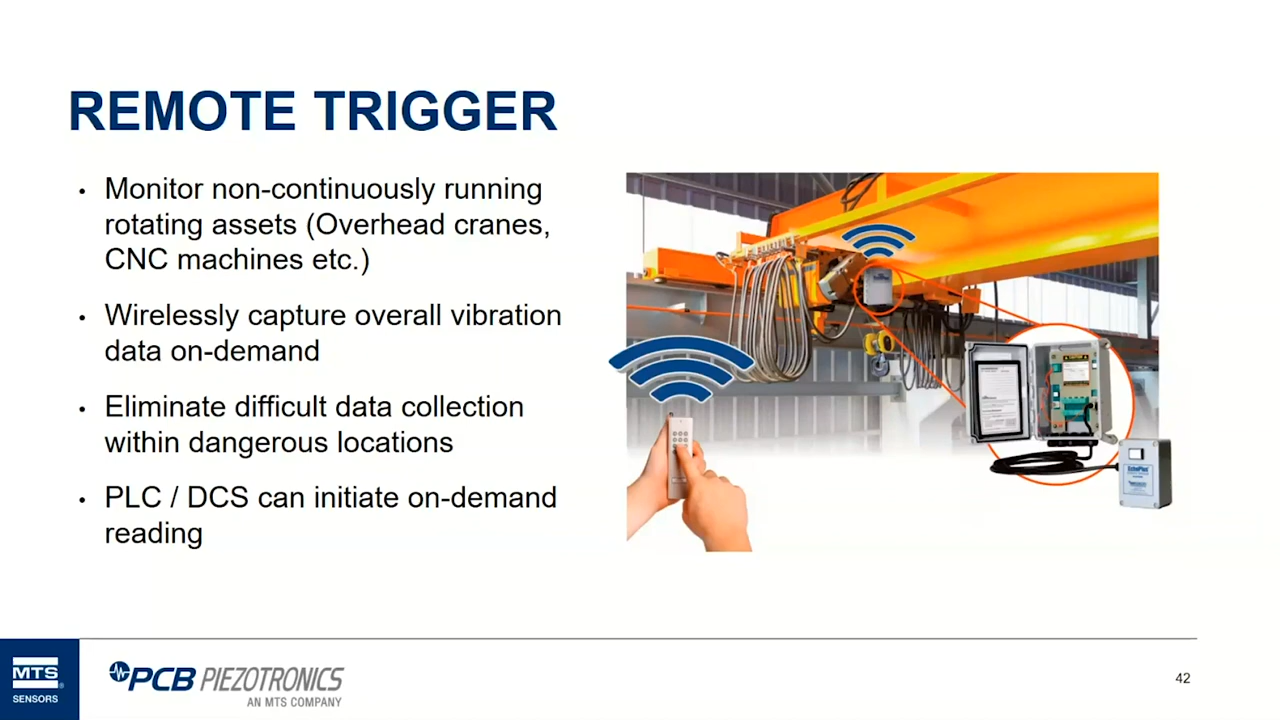 REMOTE TRIGGER
• Monitor non-continuously running
rotating assets (Overhead cranes,
CNC machines etc.)
• Wirelessly capture overall vibration
data on-demand
• Eliminate difficult data collection
within dangerous locations
• PLC / DCS can initiate on-demand
reading
EchoPlus
MTS
SENSORS
PCB PIEZOTRONICS
AN MTS COMPANY
42